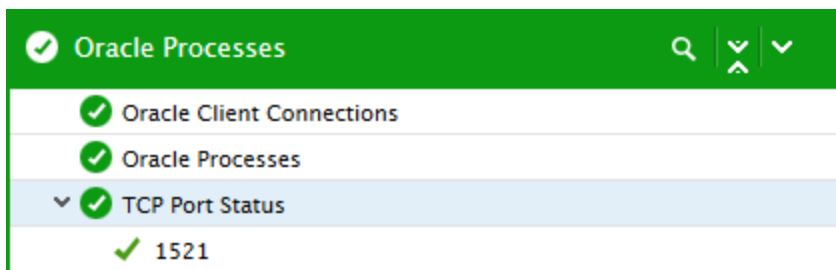 Oracle Processes
Oracle Client Connections
Oracle Processes
TCP Port Status
1521